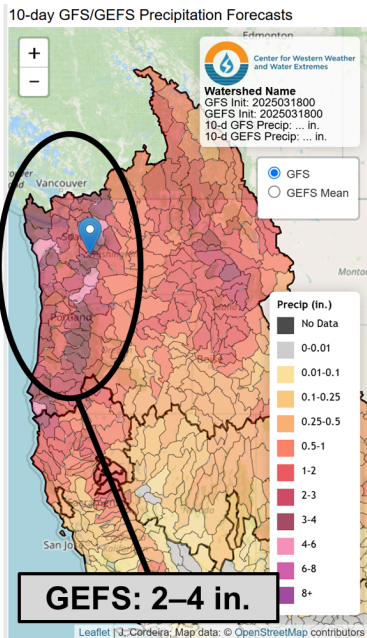 10-day GFS/GEFS Precipitation Forecasts
Edmonton
+
−
Center for Western Weather
and Water Extremes
Watershed Name
GFS Init: 2025031800
GEFS Init: 2025031800
10-d GFS Precip: ... in.
10-d GEFS Precip: ... in.
GFS
GEFS Mean
Vancouver
Portland
Precip (in.)
No Data
0-0.01
0.01-0.1
0.1-0.25
0.25-0.5
0.5-1
1-2
2-3
3-4
4-6
6-8
8+
GEFS: 2–4 in.
Leaflet | J. Cordeira; Map data: © OpenStreetMap contributors